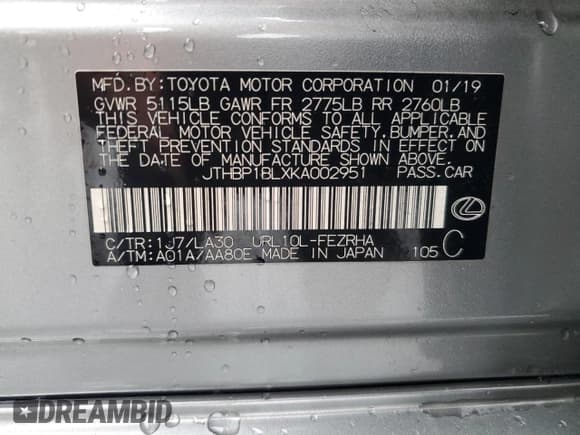 MFD.BY:TOYOTA MOTOR CORPORATION 01/19
GVWR 5115LB GAWR FR 2775LB RR 2760LB
THIS VEHICLE CONFORMS TO ALL APPLICABLE
FEDERAL MOTOR VEHICLE SAFETY,BUMPER,AND
THEFT PREVENTION STANDARDS IN EFFECT ON
THE DATE OF MANUFACTURE SHOWN ABOVE.
JTHBP1BLXKA002951 PASS.CAR
C/TR:1J7/LA30 URL10L-FEZRHA
A/TM:A01A/AA80E MADE IN JAPAN 105 C
DREAMBID